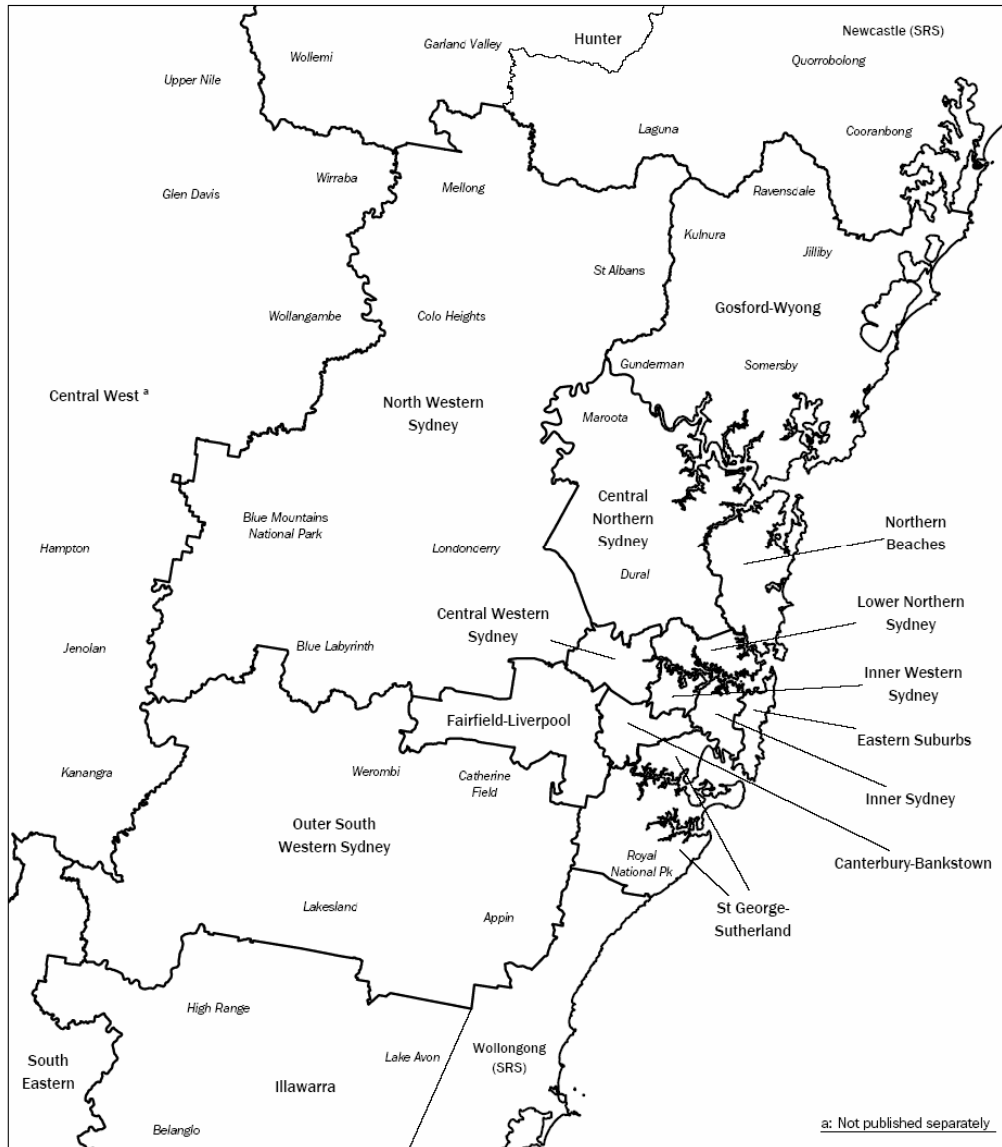 Newcastle (SRS)
Hunter
Garland Valley
Wollemi
Quorrobolong
Upper Nile
Laguna
Cooranbong
Wirraba
Mellong
Ravensdale
Glen Davis
Kulnura
Jilliby
St Albans
Gosford-Wyong
Wollangambe
Colo Heights
Gunderman
Somersby
Central West a
North Western
Sydney
Maroota
Central
Northern
Sydney
Blue Mountains
National Park
Northern
Beaches
Hampton
Londonderry
Dural
Central Western
Sydney
Lower Northern
Sydney
Jenolan
Blue Labyrinth
Inner Western
Sydney
Fairfield-Liverpool
Eastern Suburbs
Kanangra
Werombi
Catherine
Field
Inner Sydney
Outer South
Western Sydney
Royal
National Pk
Canterbury-Bankstown
Lakesland
Appin
St George-
Sutherland
High Range
South
Eastern
Illawarra
Lake Avon
Wollongong
(SRS)
Belanglo
a: Not published separately